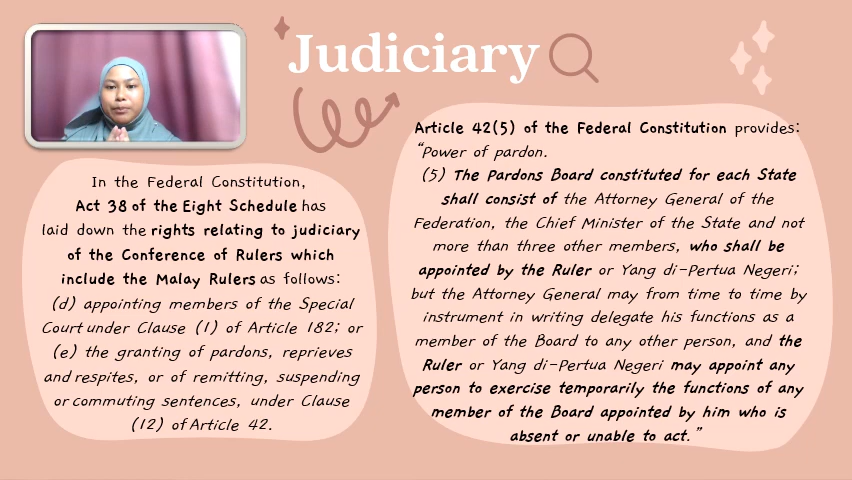 Judiciary
In the Federal Constitution,
Act 38 of the Eight Schedule has
laid down the rights relating to judiciary
of the Conference of Rulers which
include the Malay Rulers as follows:
(d) appointing members of the Special
Court under Clause (1) of Article 182; or
(e) the granting of pardons, reprieves
and respites, or of remitting, suspending
or commuting sentences, under Clause
(12) of Article 42.
Article 42(5) of the Federal Constitution provides:
“Power of pardon.
(5) The Pardons Board constituted for each State
shall consist of the Attorney General of the
Federation, the Chief Minister of the State and not
more than three other members, who shall be
appointed by the Ruler or Yang di-Pertua Negeri;
but the Attorney General may from time to time by
instrument in writing delegate his functions as a
member of the Board to any other person, and the
Ruler or Yang di-Pertua Negeri may appoint any
person to exercise temporarily the functions of any
member of the Board appointed by him who is
absent or unable to act.”